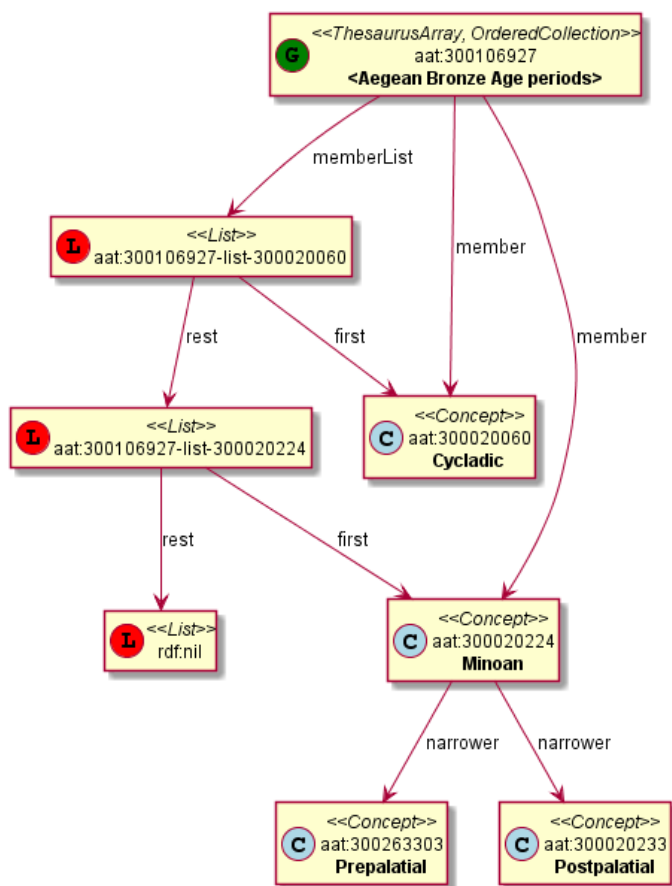 <<ThesaurusArray, OrderedCollection>>
G
aat:300106927
<Aegean Bronze Age periods>
memberList
<<List>>
L
aat:300106927-list-300020060
member
rest
first
member
<<List>>
L
aat:300106927-list-300020224
<<Concept>>
C
aat:300020060
Cycladic
rest
first
<<List>>
L
rdf:nil
<<Concept>>
C
aat:300020224
Minoan
narrower
narrower
<<Concept>>
C
aat:300263303
Prepalatial
<<Concept>>
C
aat:300020233
Postpalatial